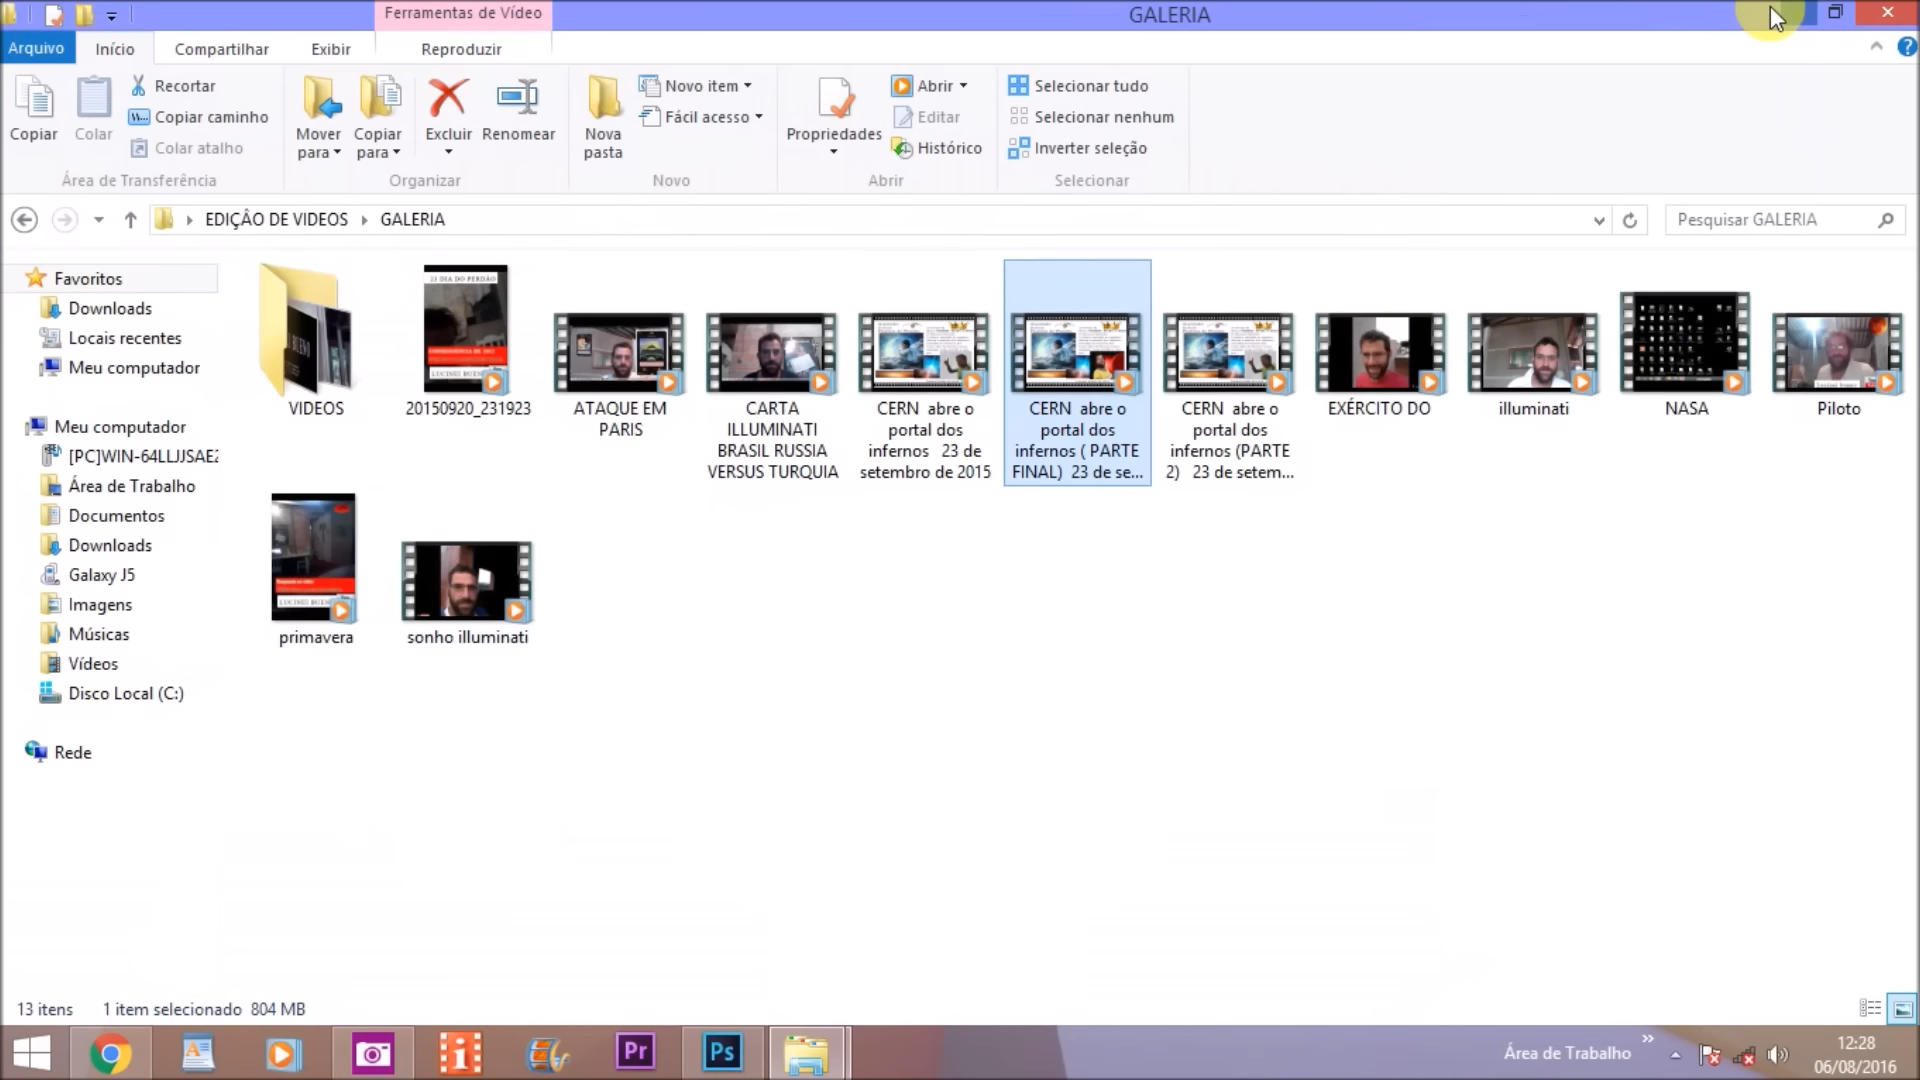 Ferramentas de Vídeo
GALERIA
Arquivo Início Compartilhar Exibir Reproduzir
Copiar Colar Recortar
Copiar caminho
Colar atalho
Área de Transferência
Mover para Copiar para Excluir Renomear
Organizar
Nova pasta Novo item
Fácil acesso
Novo
Propriedades Abrir
Editar
Histórico
Abrir
Selecionar tudo
Selecionar nenhum
Inverter seleção
Selecionar
EDIÇÂO DE VIDEOS GALERIA
Pesquisar GALERIA
Favoritos
Downloads
Locais recentes
Meu computador
Meu computador
[PC]WIN-64LLJJSAE2
Área de Trabalho
Documentos
Downloads
Galaxy J5
Imagens
Músicas
Vídeos
Disco Local (C:)
Rede
VIDEOS
20150920_231923
ATAQUE EM
PARIS
CARTA
ILLUMINATI
BRASIL RUSSIA
VERSUS TURQUIA
CERN abre o
portal dos
infernos 23 de
setembro de 2015
CERN abre o
portal dos
infernos ( PARTE
FINAL) 23 de se...
CERN abre o
portal dos
infernos (PARTE
2) 23 de setem...
EXÉRCITO DO
illuminati
NASA
Piloto
primavera
sonho illuminati
13 itens 1 item selecionado 804 MB
Pr
Ps
Área de Trabalho
12:28
06/08/2016